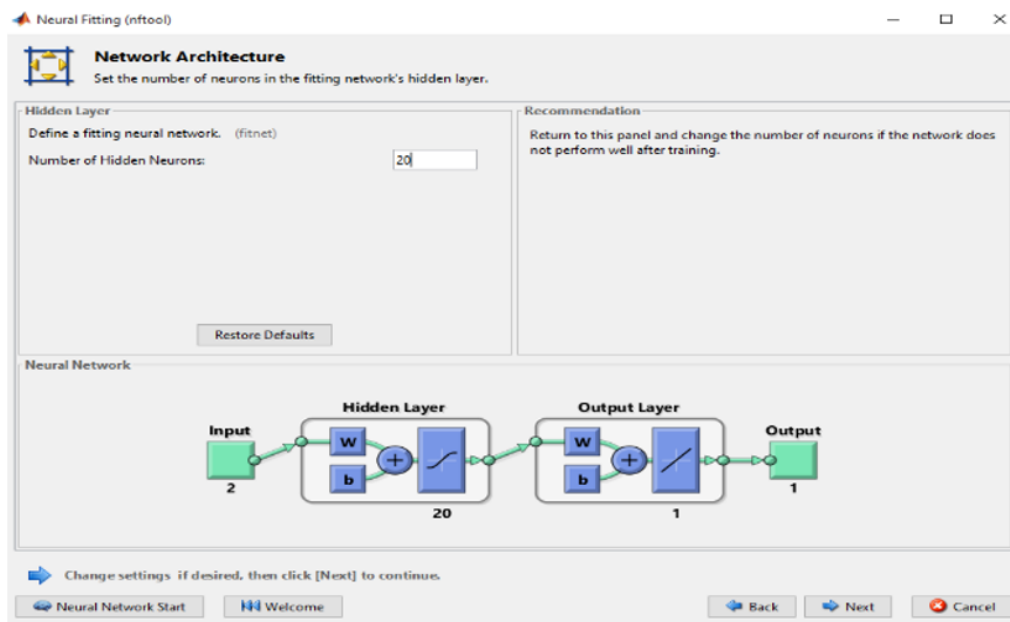 Neural Fitting (nftool)
Network Architecture
Set the number of neurons in the fitting network's hidden layer.
Hidden Layer
Define a fitting neural network. (fitnet)
Number of Hidden Neurons: 20
Restore Defaults
Recommendation
Return to this panel and change the number of neurons if the network does
not perform well after training.
Neural Network
Hidden Layer Output Layer
Input Output
W W
b b
+ +
2 1
20 1
Change settings if desired, then click [Next] to continue.
Neural Network Start Welcome Back Next Cancel